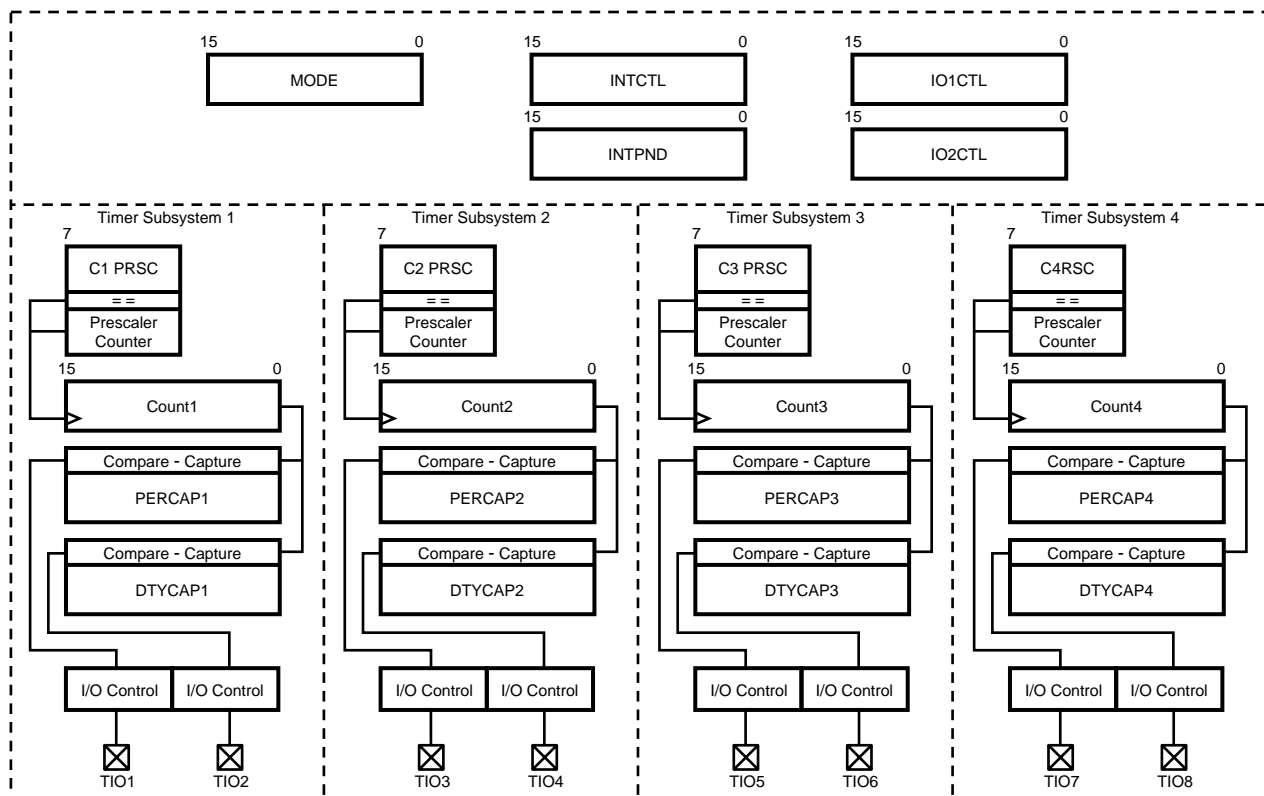 15 0 15 0 15 0
MODE INTCTL IO1CTL
15 0 15 0
INTPND IO2CTL
Timer Subsystem 1 Timer Subsystem 2 Timer Subsystem 3 Timer Subsystem 4
7 7 7 7
C1 PRSC C2 PRSC C3 PRSC C4RSC
= = = = = = = =
Prescaler Prescaler Prescaler Prescaler
Counter Counter Counter Counter
15 0 15 0 15 0 15 0
Count1 Count2 Count3 Count4
Compare - Capture Compare - Capture Compare - Capture Compare - Capture
PERCAP1 PERCAP2 PERCAP3 PERCAP4
Compare - Capture Compare - Capture Compare - Capture Compare - Capture
DTYCAP1 DTYCAP2 DTYCAP3 DTYCAP4
I/O Control I/O Control I/O Control I/O Control I/O Control I/O Control I/O Control I/O Control
TIO1 TIO2 TIO3 TIO4 TIO5 TIO6 TIO7 TIO8